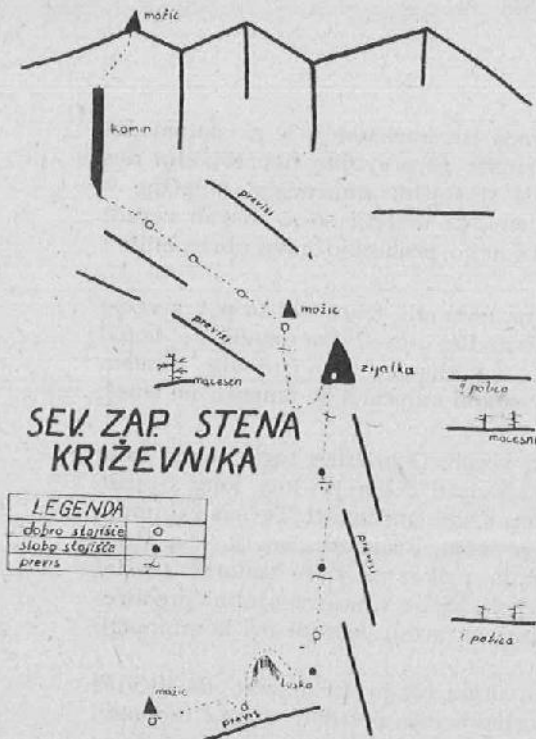 možic
kamin
previsi
možic
previsi
zijalka
macesen
polica
macesni
SEV. ZAP. STENA
KRIŽEVNIKA
LEGENDA
dobro stojišče
slabo stojišče
previs
previsi
polica
luska
možic
previs